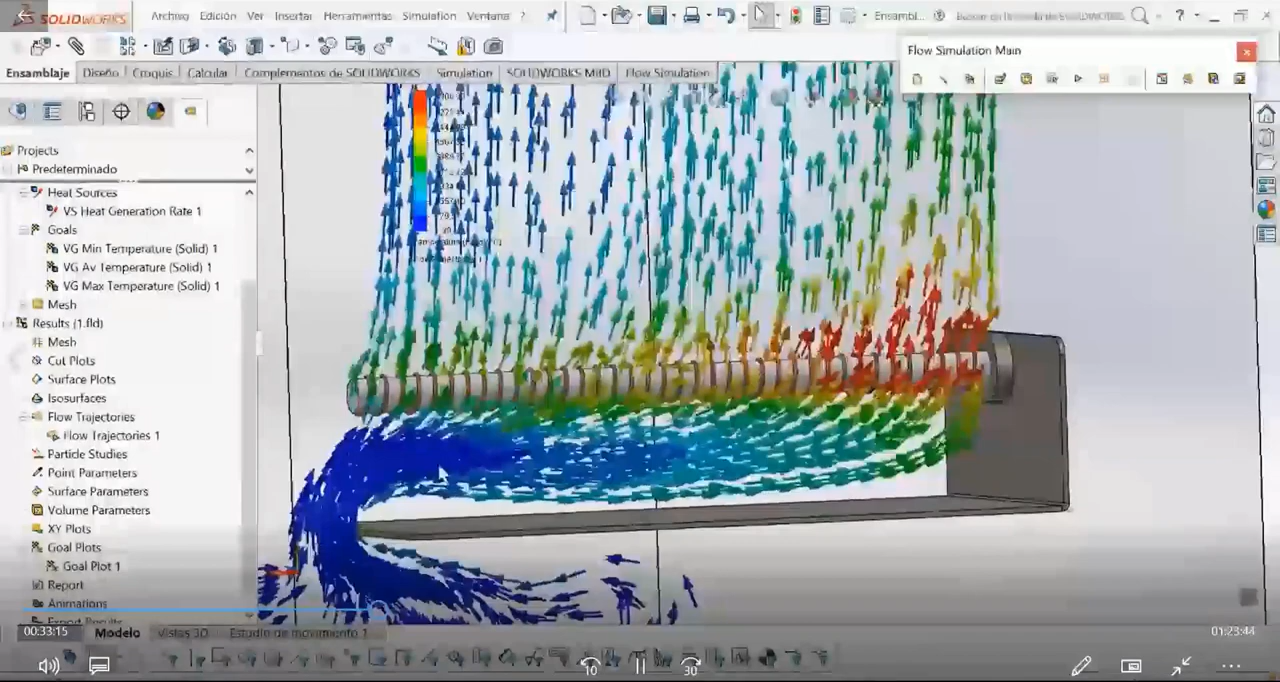 SOLIDWORKS Archivo Edición Ver Insertar Herramientas Simulation Ventana Ensambl...
Flow Simulation Main
Ensamblaje Diseño Croquis Calcular Complementos de SOLIDWORKS Simulation SOLIDWORKS MBD Flow Simulation
Projects
Predeterminado
Heat Sources
VS Heat Generation Rate 1
Goals
VG Min Temperature (Solid) 1
VG Av Temperature (Solid) 1
VG Max Temperature (Solid) 1
Mesh
Results (1.fld)
Mesh
Cut Plots
Surface Plots
Isosurfaces
Flow Trajectories
Flow Trajectories 1
Particle Studies
Point Parameters
Surface Parameters
Volume Parameters
XY Plots
Goal Plots
Goal Plot 1
Report
Animations
Export Results
00:33:15 Modelo Vistas 3D Estudio de movimiento 1 01:23:44
10 30